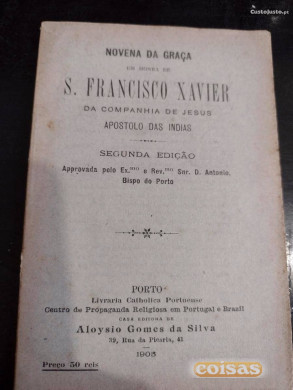 CustoJusto.pt
NOVENA DA GRAÇA
EM HONRA DE
S. FRANCISCO XAVIER
DA COMPANHIA DE JESUS
APOSTOLO DAS INDIAS
SEGUNDA EDIÇÃO
Approvada pelo Ex.mo e Rev.mo Snr. D. Antonio,
Bispo do Porto
PORTO
Livraria Catholica Portuense
Centro de Propaganda Religiosa em Portugal e Brazil
CASA EDITORA DE
Aloysio Gomes da Silva
39, Rua da Picaria, 41
1905
Preço 50 reis
coisas